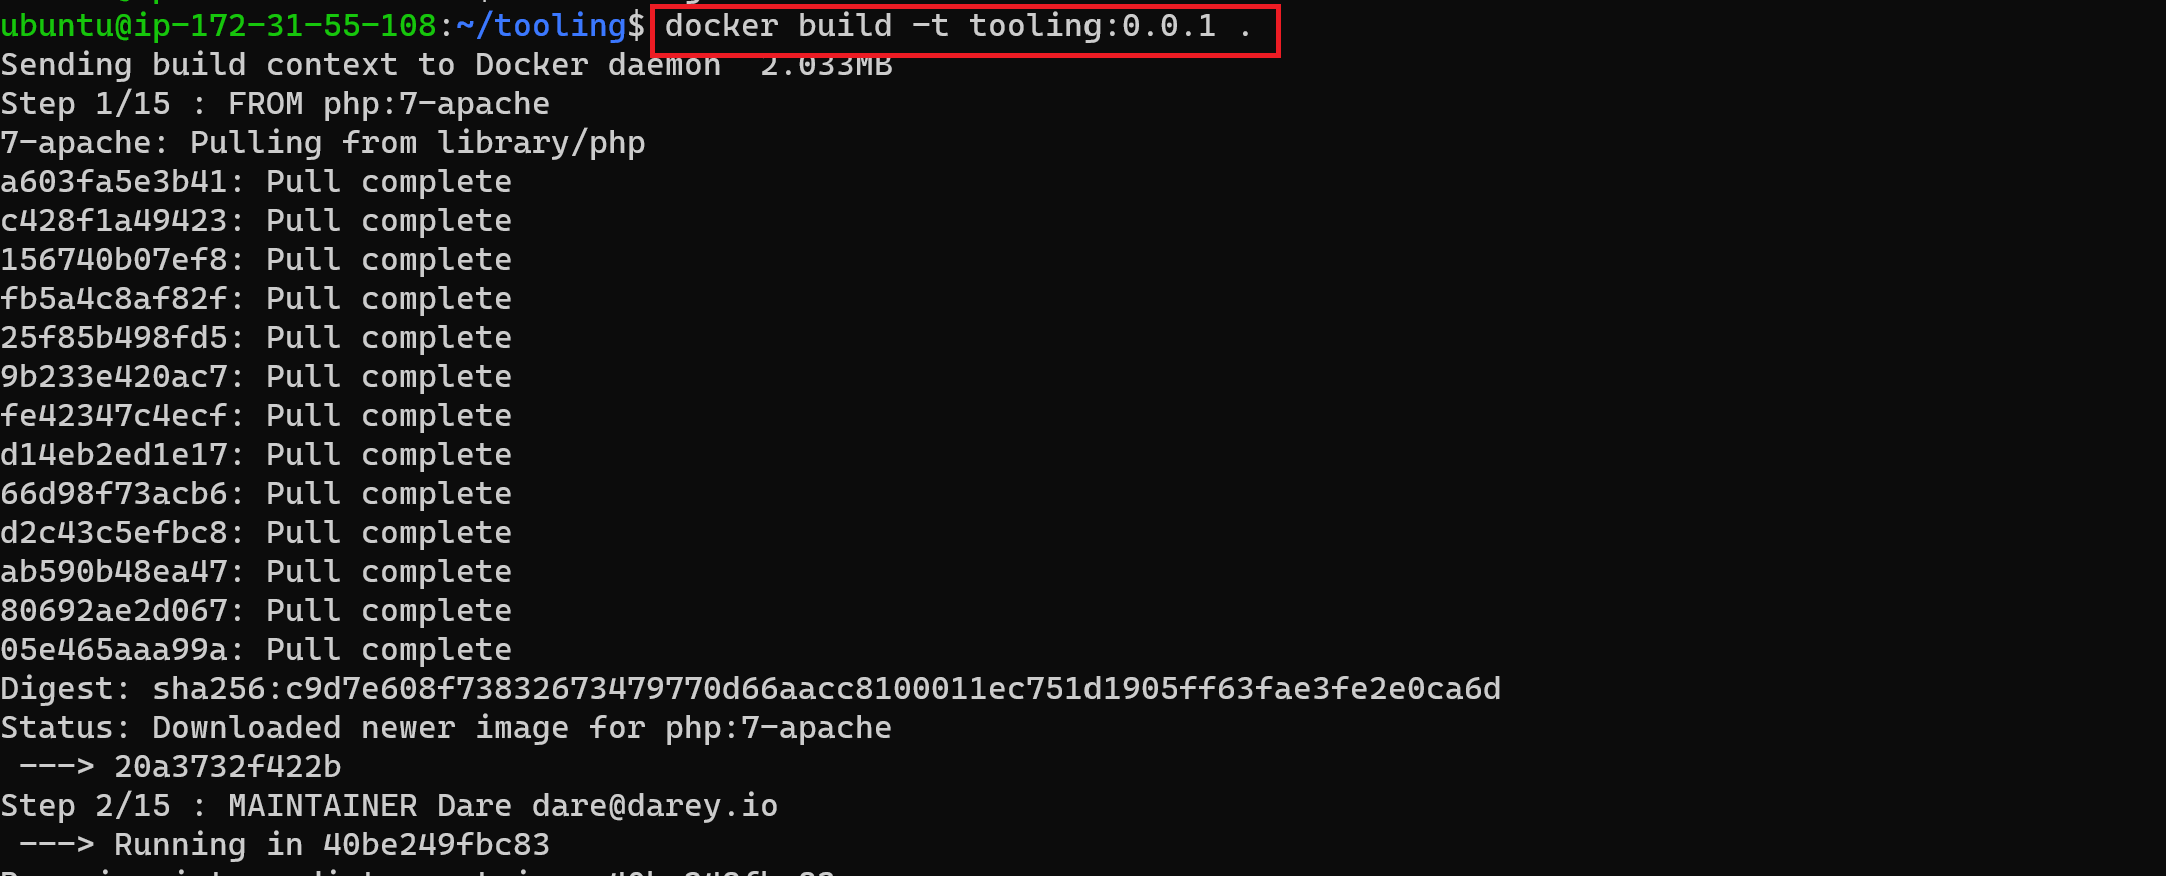 ubuntu@ip-172-31-55-108:~/tooling$ docker build -t tooling:0.0.1 .
Sending build context to Docker daemon  2.033MB
Step 1/15 : FROM php:7-apache
7-apache: Pulling from library/php
a603fa5e3b41: Pull complete
c428f1a49423: Pull complete
156740b07ef8: Pull complete
fb5a4c8af82f: Pull complete
25f85b498fd5: Pull complete
9b233e420ac7: Pull complete
fe42347c4ecf: Pull complete
d14eb2ed1e17: Pull complete
66d98f73acb6: Pull complete
d2c43c5efbc8: Pull complete
ab590b48ea47: Pull complete
80692ae2d067: Pull complete
05e465aaa99a: Pull complete
Digest: sha256:c9d7e608f73832673479770d66aacc8100011ec751d1905ff63fae3fe2e0ca6d
Status: Downloaded newer image for php:7-apache
 ---> 20a3732f422b
Step 2/15 : MAINTAINER Dare dare@darey.io
 ---> Running in 40be249fbc83